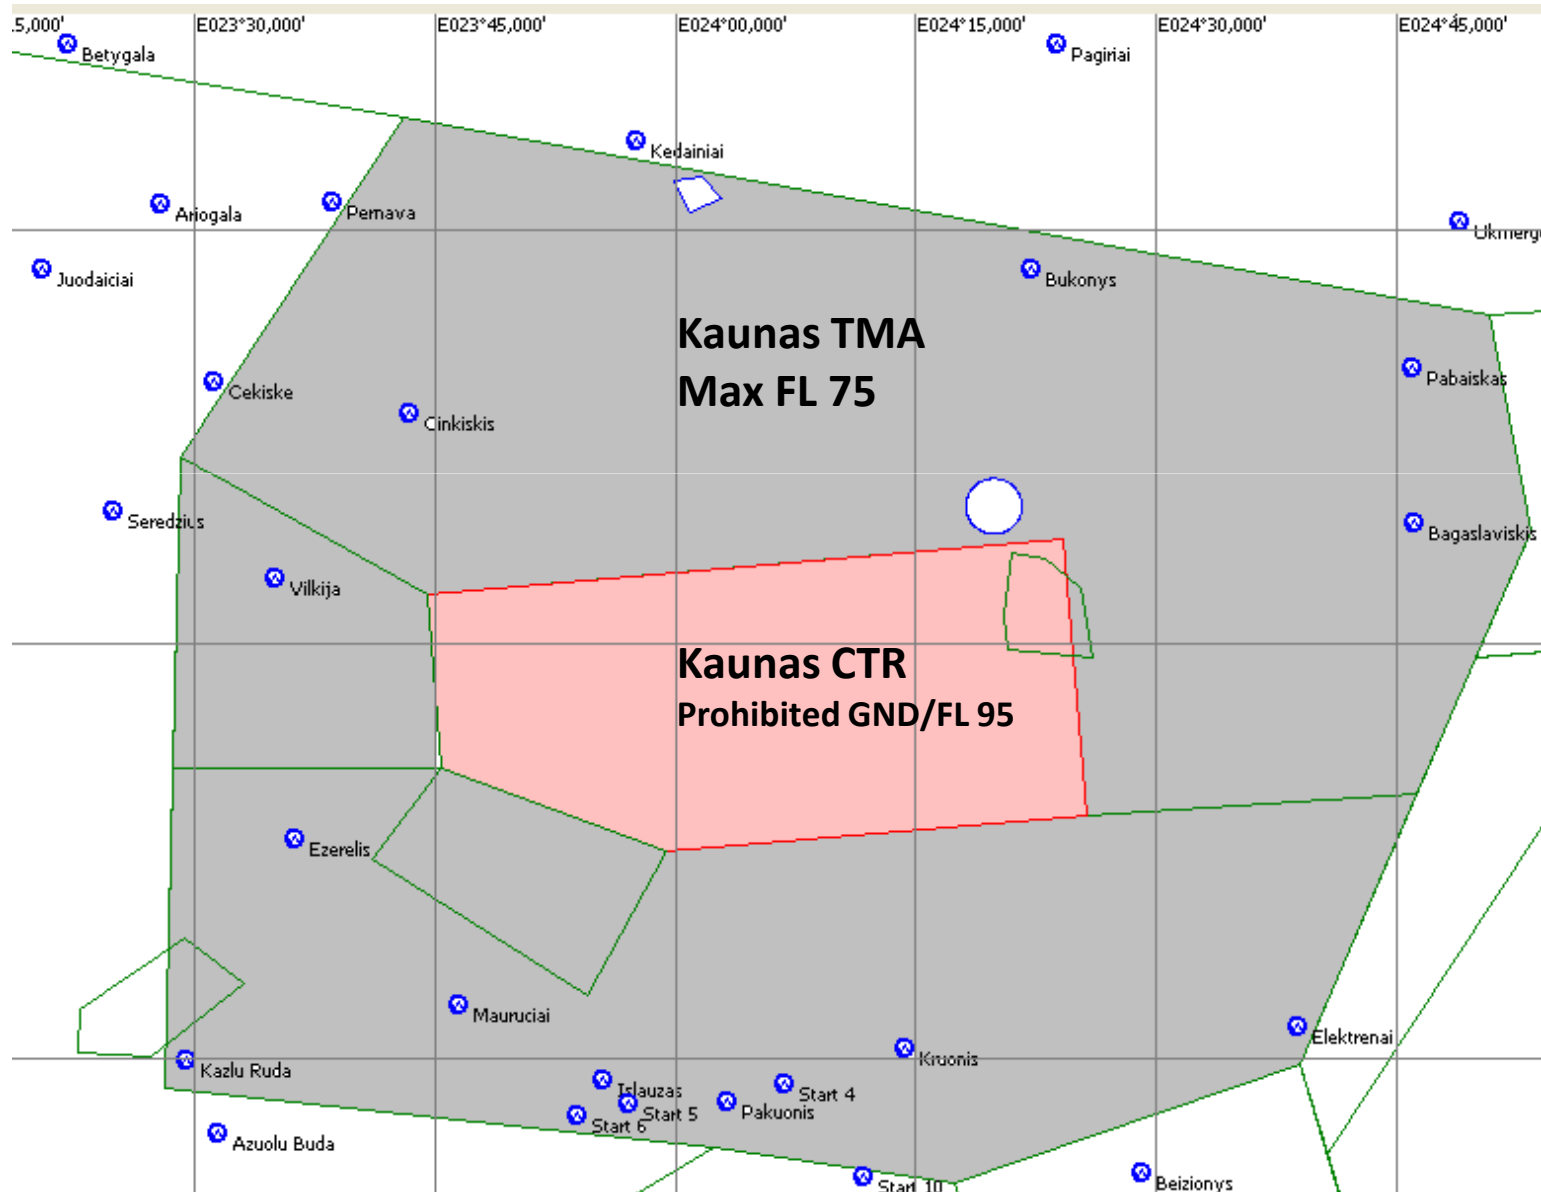 5,000'
E023°30,000'
E023°45,000'
E024°00,000'
E024°15,000'
E024°30,000'
E024°45,000'
Betygala
Pagiriai
Kedainiai
Ariogala
Pernava
Ukmerg
Juodaiciai
Bukonys
Kaunas TMA
Max FL 75
Pabaiskas
Cekiske
Cinkiskis
Seredzius
Bagaslaviskis
Vilkija
Kaunas CTR
Prohibited GND/FL 95
Ezerelis
Mauruciai
Elektrenai
Kruonis
Kazlu Ruda
Islauzas
Start 4
Start 5
Pakuonis
Start 6
Azuolu Buda
Start 10
Beizionys